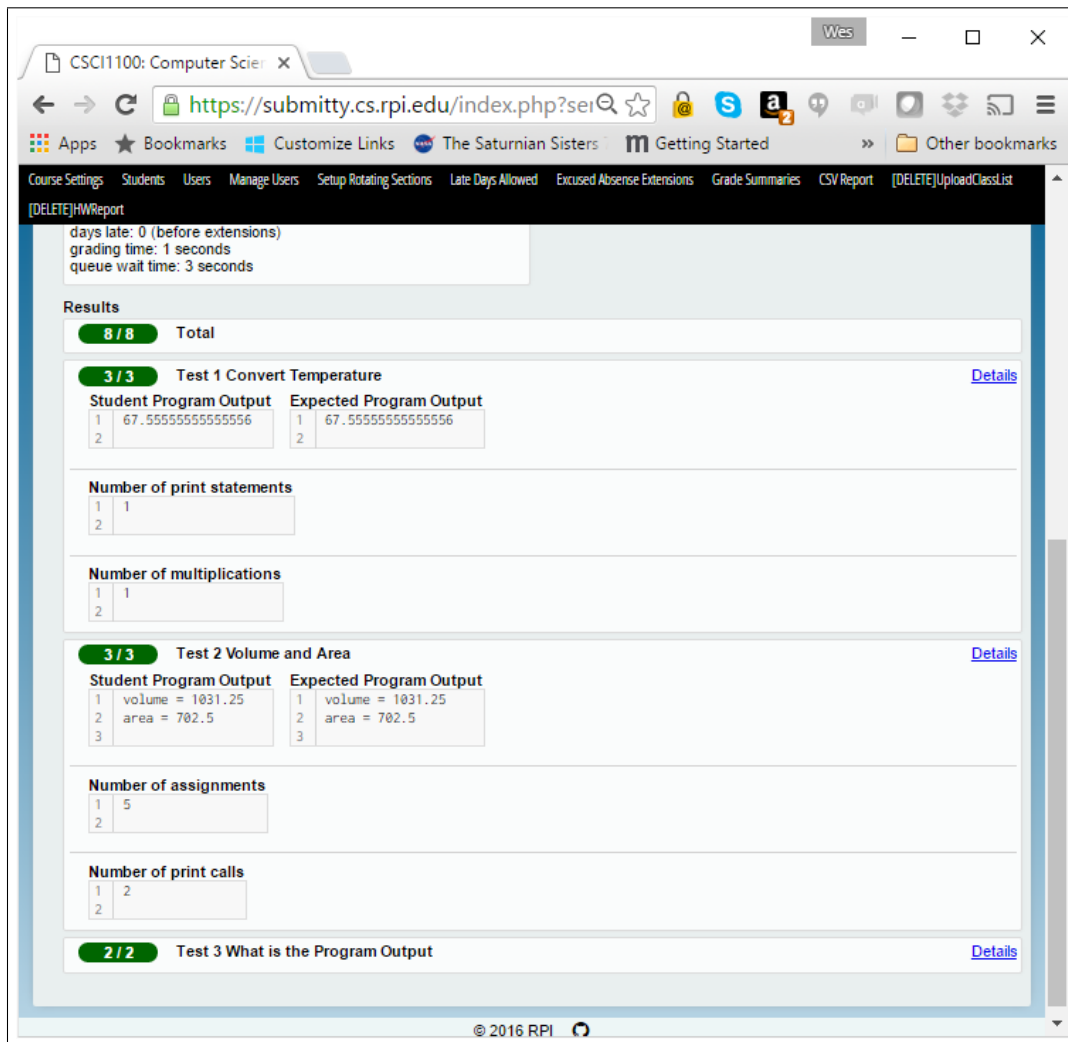 Wes
CSCI1100: Computer Scier
https://submitty.cs.rpi.edu/index.php?se
Apps Bookmarks Customize Links The Saturnian Sisters Getting Started » Other bookmarks
Course Settings Students Users Manage Users Setup Rotating Sections Late Days Allowed Excused Absense Extensions Grade Summaries CSV Report [DELETE]UploadClassList
[DELETE]HWReport
days late: 0 (before extensions)
grading time: 1 seconds
queue wait time: 3 seconds
Results
8 / 8 Total
3 / 3 Test 1 Convert Temperature Details
Student Program Output Expected Program Output
1 67.55555555555556 1 67.55555555555556
2 2
Number of print statements
1 1
2
Number of multiplications
1 1
2
3 / 3 Test 2 Volume and Area Details
Student Program Output Expected Program Output
1 volume = 1031.25 1 volume = 1031.25
2 area = 702.5 2 area = 702.5
3 3
Number of assignments
1 5
2
Number of print calls
1 2
2
2 / 2 Test 3 What is the Program Output Details
© 2016 RPI